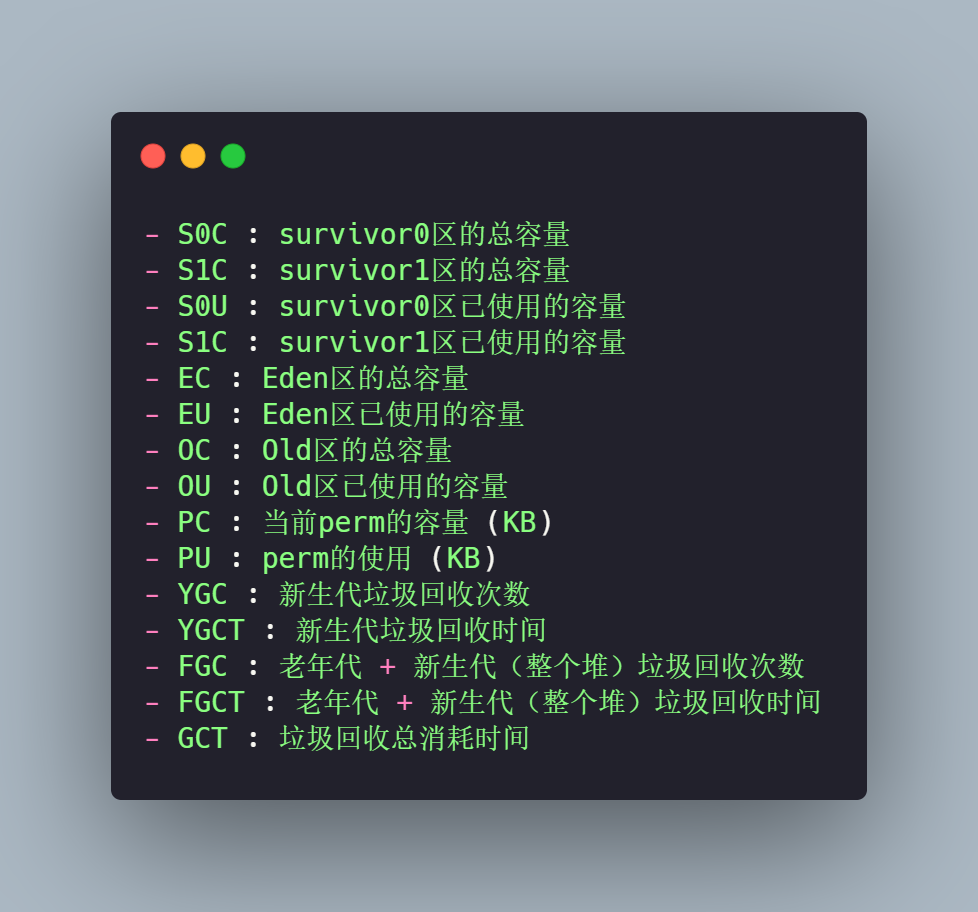 - S0C : survivor0区的总容量
- S1C : survivor1区的总容量
- S0U : survivor0区已使用的容量
- S1C : survivor1区已使用的容量
- EC : Eden区的总容量
- EU : Eden区已使用的容量
- OC : Old区的总容量
- OU : Old区已使用的容量
- PC : 当前perm的容量 (KB)
- PU : perm的使用 (KB)
- YGC : 新生代垃圾回收次数
- YGCT : 新生代垃圾回收时间
- FGC : 老年代 + 新生代（整个堆）垃圾回收次数
- FGCT : 老年代 + 新生代（整个堆）垃圾回收时间
- GCT : 垃圾回收总消耗时间